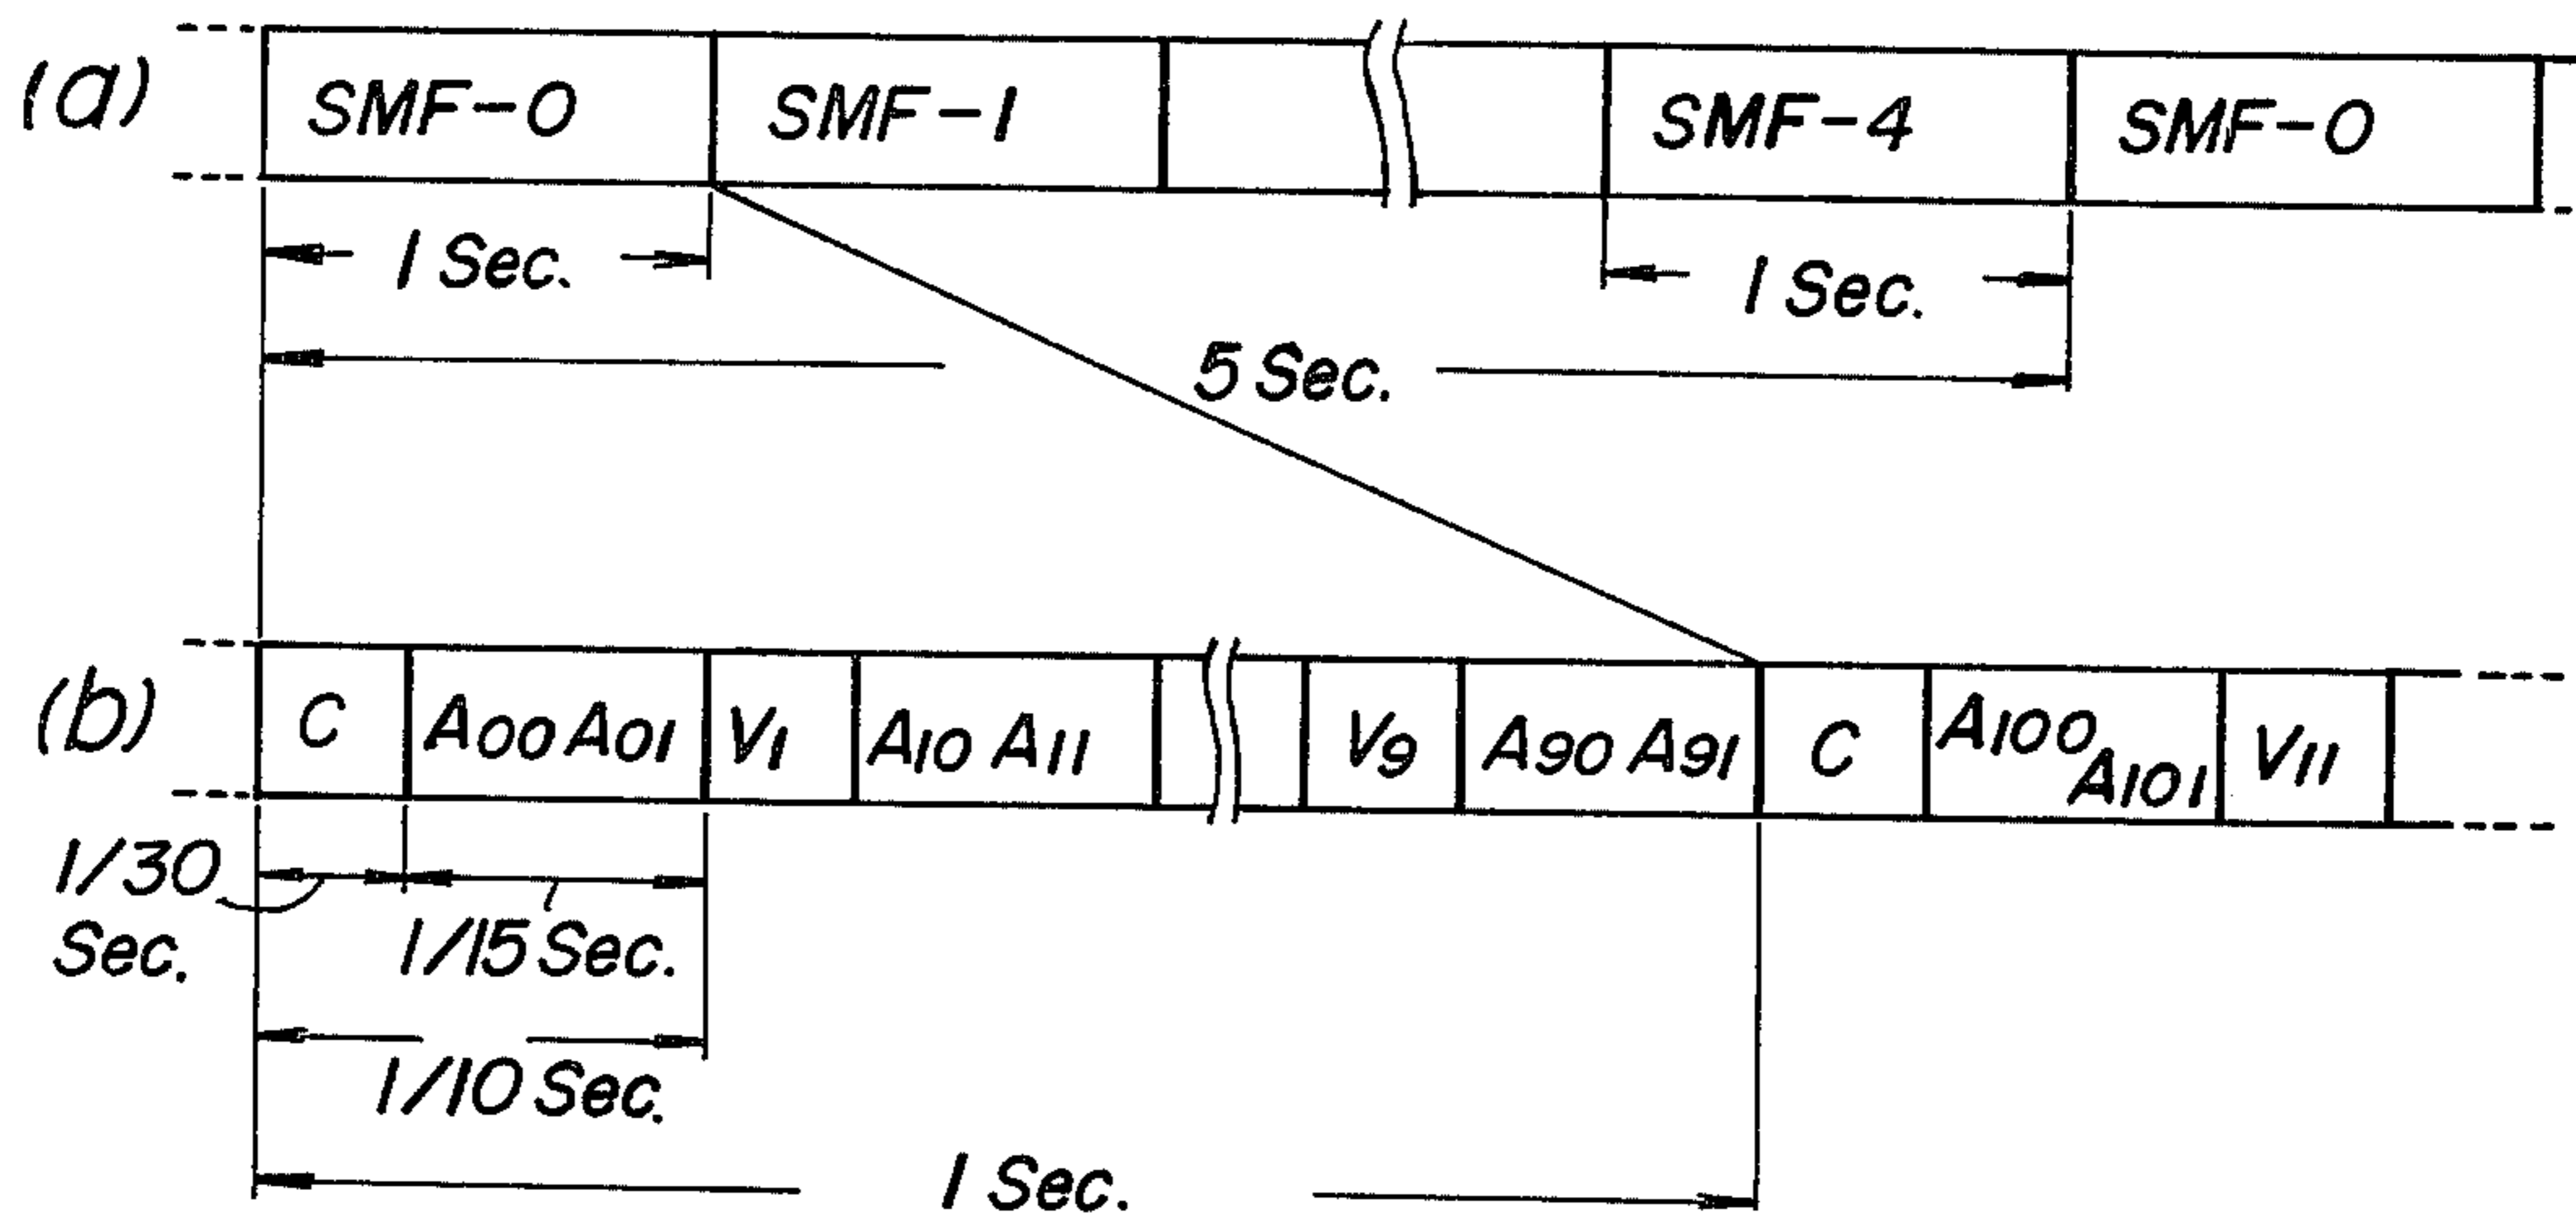 (a) SMF-0 SMF-1 SMF-4 SMF-0
1 Sec. 1 Sec.
5 Sec.
(b) C A00 A01 V1 A10 A11 V9 A90 A91 C A100 A101 V11
1/30 Sec.
1/15 Sec.
1/10 Sec.
1 Sec.